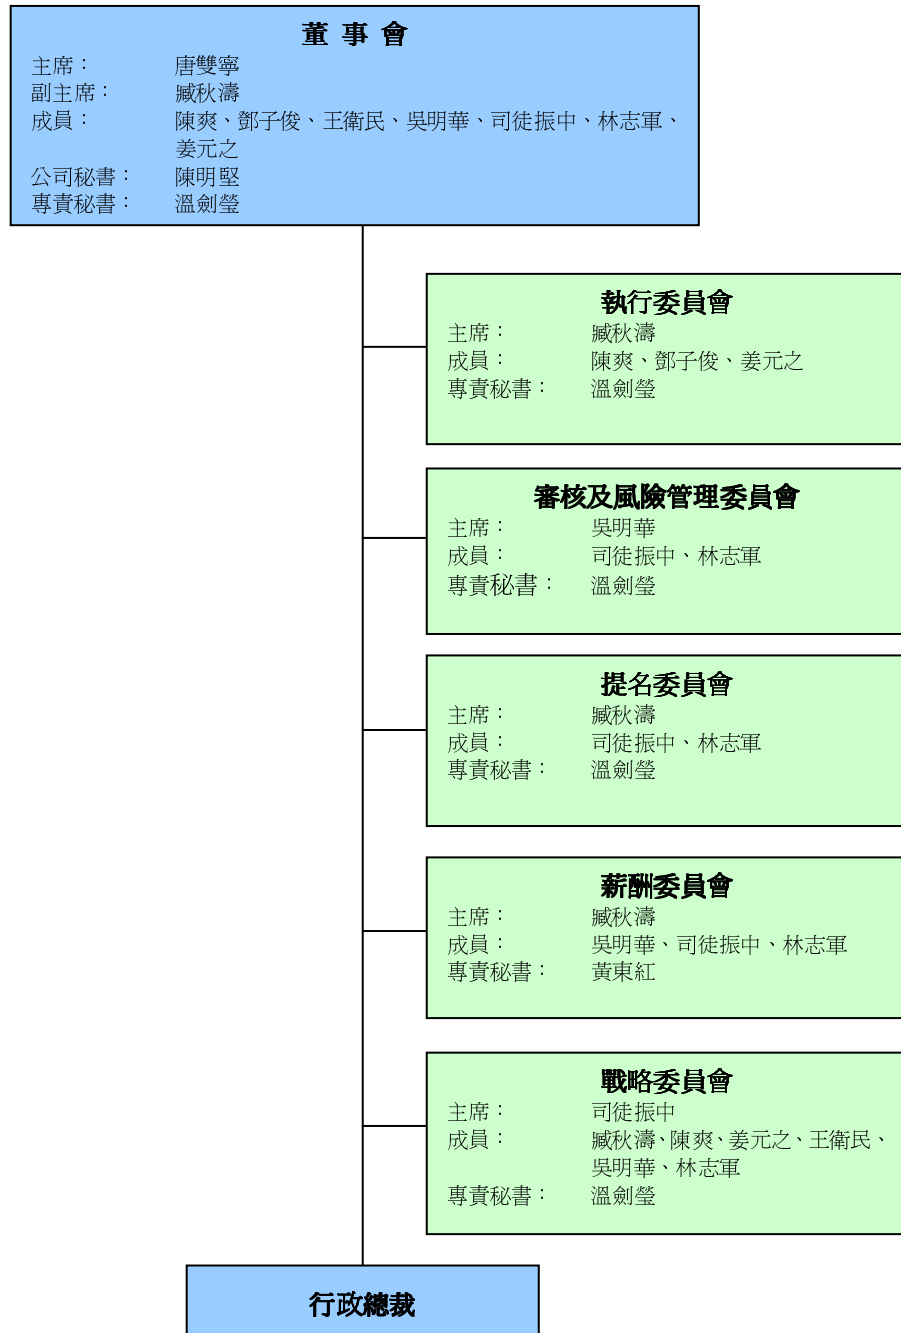 董 事 會
主席： 唐雙寧
副主席： 臧秋濤
成員： 陳爽、鄧子俊、王衛民、吳明華、司徒振中、林志軍、
姜元之
公司秘書： 陳明堅
專責秘書： 溫劍瑩
執行委員會
主席： 臧秋濤
成員： 陳爽、鄧子俊、姜元之
專責秘書： 溫劍瑩
審核及風險管理委員會
主席： 吳明華
成員： 司徒振中、林志軍
專責秘書： 溫劍瑩
提名委員會
主席： 臧秋濤
成員： 司徒振中、林志軍
專責秘書： 溫劍瑩
薪酬委員會
主席： 臧秋濤
成員： 吳明華、司徒振中、林志軍
專責秘書： 黃東紅
戰略委員會
主席： 司徒振中
成員： 臧秋濤、陳爽、姜元之、王衛民、
吳明華、林志軍
專責秘書： 溫劍瑩
行政總裁